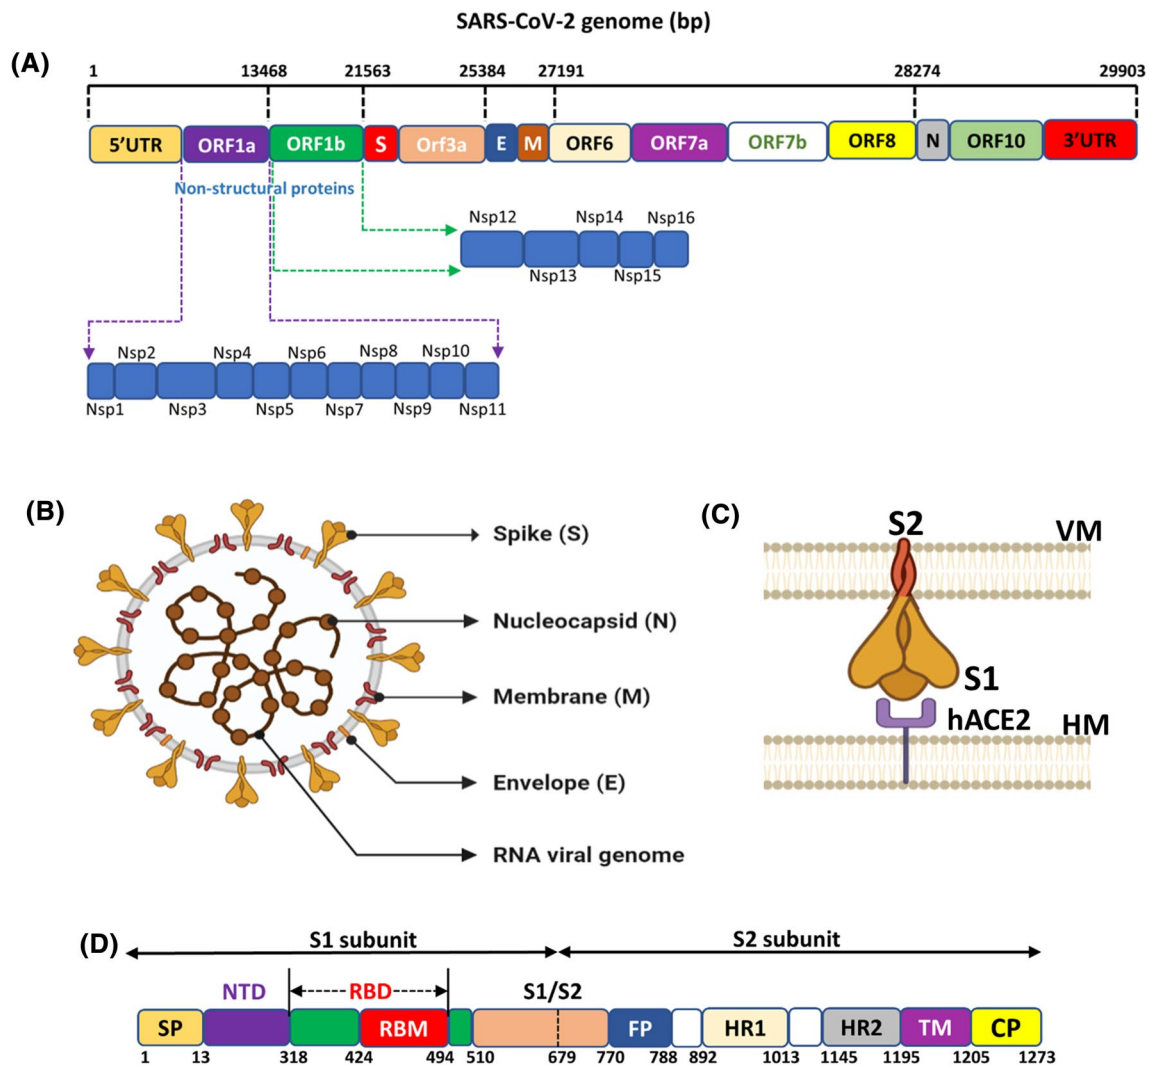 SARS-CoV-2 genome (bp)
(A)
1 13468 21563 25384 27191 28274 29903
5’UTR ORF1a ORF1b S Orf3a E M ORF6 ORF7a ORF7b ORF8 N ORF10 3’UTR
Non-structural proteins
Nsp12 Nsp14 Nsp16
Nsp13 Nsp15
Nsp2 Nsp4 Nsp6 Nsp8 Nsp10
Nsp1 Nsp3 Nsp5 Nsp7 Nsp9 Nsp11
(B)
Spike (S)
Nucleocapsid (N)
Membrane (M)
Envelope (E)
RNA viral genome
(C)
S2
VM
S1
hACE2
HM
(D)
S1 subunit S2 subunit
NTD RBD S1/S2
SP RBM FP HR1 HR2 TM CP
1 13 318 424 494 510 679 770 788 892 1013 1145 1195 1205 1273